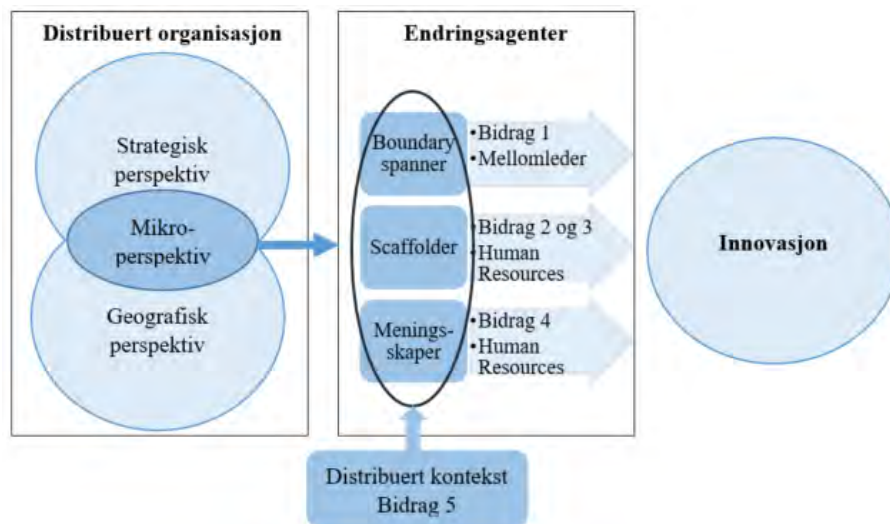 Distribuert organisasjon
Strategisk
perspektiv
Mikro-
perspektiv
Geografisk
perspektiv
Endringsagenter
Boundary
spanner
•Bidrag 1
•Mellomleder
Scaffolder
•Bidrag 2 og 3
•Human
Resources
Menings-
skaper
•Bidrag 4
•Human
Resources
Innovasjon
Distribuert kontekst
Bidrag 5